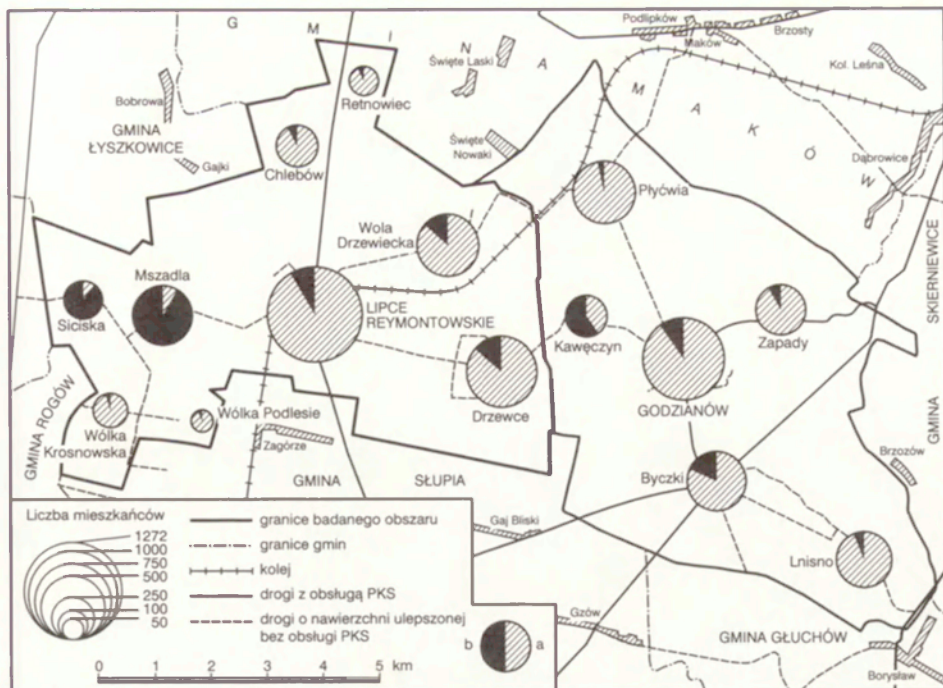 G M I N A M A K Ó W
Podlipków
Maków
Brzosty
Święte Laski
Kol. Leśna
Bobrowa
Retnowiec
GMINA
ŁYSZKOWICE
Gajki
Chlebów
Święte
Nowaki
Dąbrowice
Płyćwia
Wola
Drzewiecka
Mszadla
SKIERNIEWICE
Siciska
LIPCE
REYMONTOWSKIE
Kawęczyn
Zapady
Drzewce
GODZIANÓW
GMINA ROGÓW
Wólka
Krosnowska
Wólka Podlesie
Zagórze
GMINA
GMINA
SŁUPIA
Byczki
Brzozów
Gaj Bliski
Lnisno
Gzów
GMINA GŁUCHÓW
Borysław
Liczba mieszkańców
1272
1000
750
500
250
100
50
granice badanego obszaru
granice gmin
kolej
drogi z obsługą PKS
drogi o nawierzchni ulepszonej
bez obsługi PKS
b a
0 1 2 3 4 5
km